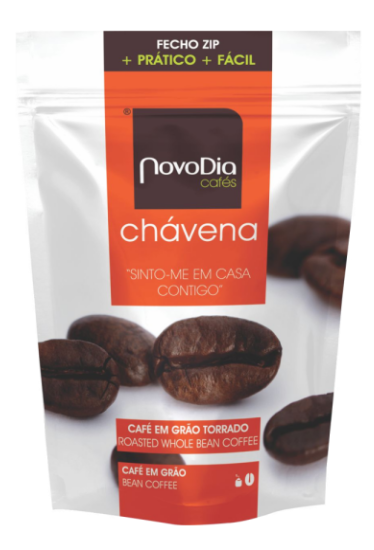 FECHO ZIP
+ PRÁTICO + FÁCIL
®
NovoDia
cafés
chávena
"SINTO-ME EM CASA
CONTIGO"
CAFÉ EM GRÃO TORRADO
ROASTED WHOLE BEAN COFFEE
CAFÉ EM GRÃO
BEAN COFFEE